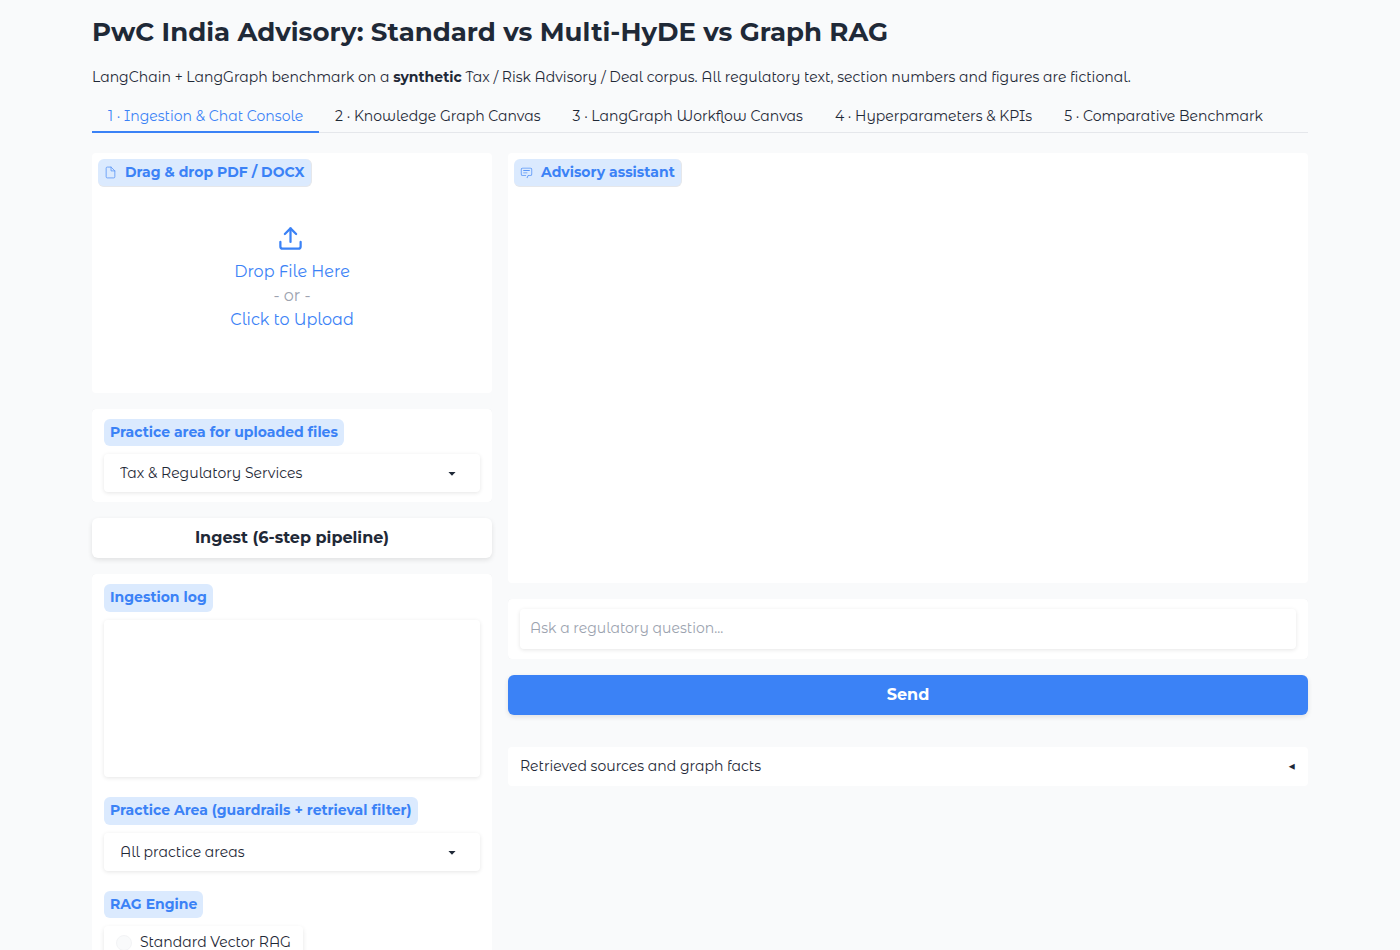 PwC India Advisory: Standard vs Multi-HyDE vs Graph RAG
LangChain + LangGraph benchmark on a synthetic Tax / Risk Advisory / Deal corpus. All regulatory text, section numbers and figures are fictional.
1 · Ingestion & Chat Console
2 · Knowledge Graph Canvas
3 · LangGraph Workflow Canvas
4 · Hyperparameters & KPIs
5 · Comparative Benchmark
Drag & drop PDF / DOCX
Drop File Here
- or -
Click to Upload
Practice area for uploaded files
Tax & Regulatory Services
Ingest (6-step pipeline)
Ingestion log
Practice Area (guardrails + retrieval filter)
All practice areas
RAG Engine
Standard Vector RAG
Advisory assistant
Ask a regulatory question...
Send
Retrieved sources and graph facts